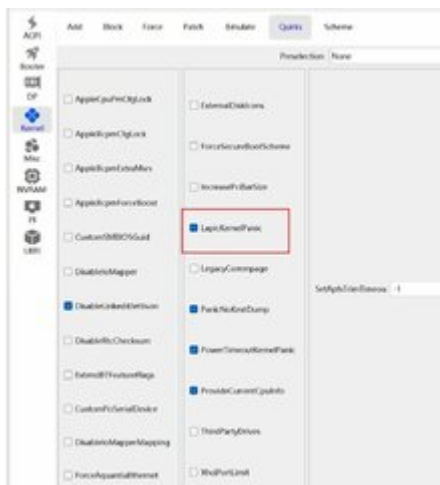 ACPI
Add Block Force Patch Emulate Quirks Scheme
Booter
Preselection: None
DP
Kernel
Misc
NVRAM
PI
UEFI
AppleCpuPmCfgLock
AppleXcpmCfgLock
AppleXcpmExtraMsrs
AppleXcpmForceBoost
CustomSMBIOSGuid
DisableIoMapper
DisableLinkeditJettison
DisableRtcChecksum
ExtendBTFeatureFlags
CustomPciSerialDevice
DisableIoMapperMapping
ForceAquantiaEthernet
ExternalDiskIcons
ForceSecureBootScheme
IncreasePciBarSize
LapicKernelPanic
LegacyCommpage
PanicNoKextDump
PowerTimeoutKernelPanic
ProvideCurrentCpuInfo
ThirdPartyDrives
XhciPortLimit
SetApfsTrimTimeout -1